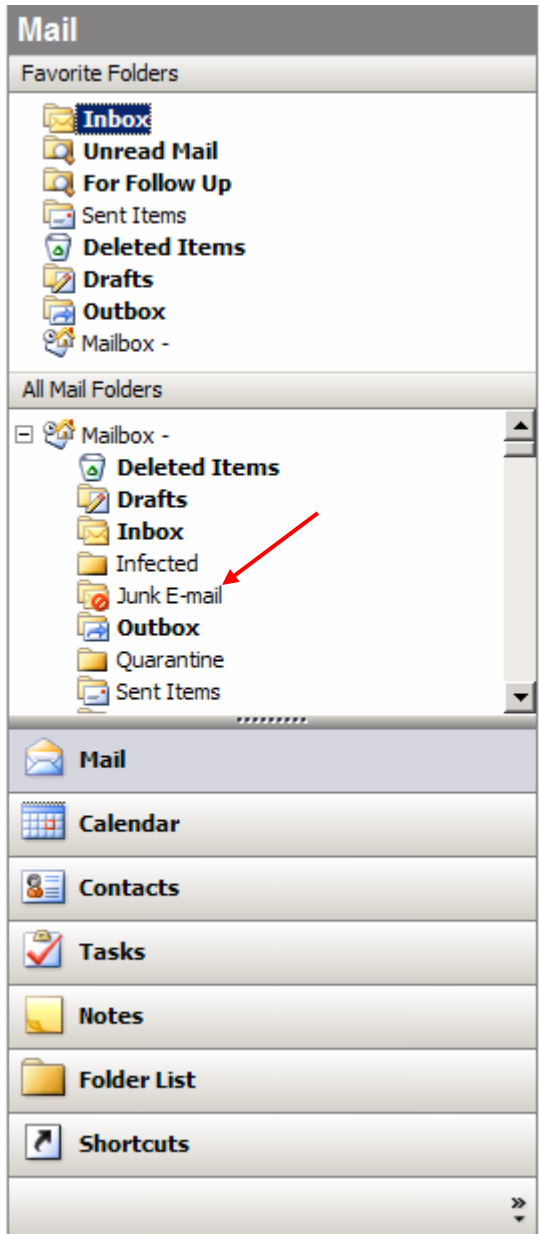 Mail
Favorite Folders
Inbox
Unread Mail
For Follow Up
Sent Items
Deleted Items
Drafts
Outbox
Mailbox -
All Mail Folders
Mailbox -
Deleted Items
Drafts
Inbox
Infected
Junk E-mail
Outbox
Quarantine
Sent Items
Mail
Calendar
Contacts
Tasks
Notes
Folder List
Shortcuts